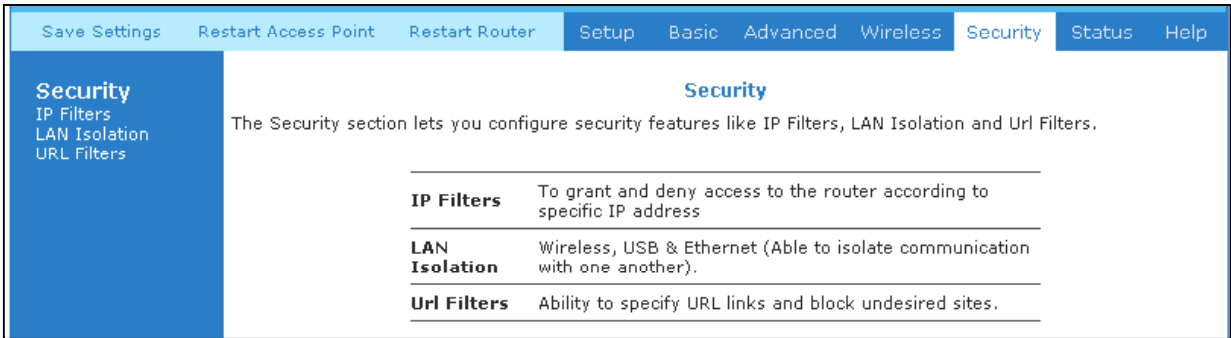 Save Settings Restart Access Point Restart Router Setup Basic Advanced Wireless Security Status Help
Security
IP Filters
LAN Isolation
URL Filters
Security
The Security section lets you configure security features like IP Filters, LAN Isolation and Url Filters.
IP Filters To grant and deny access to the router according to
specific IP address
LAN Wireless, USB & Ethernet (Able to isolate communication
Isolation with one another).
Url Filters Ability to specify URL links and block undesired sites.